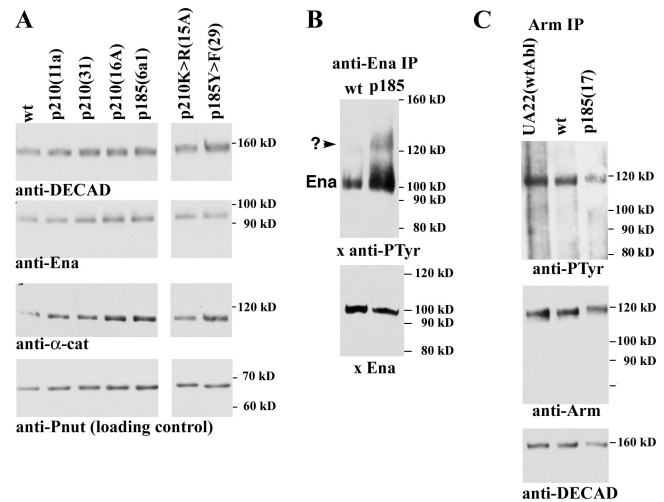 A
wt
p210(11a)
p210(31)
p210(16A)
p185(6a1)
p210K>R(15A)
p185Y>F(29)
160 kD
anti-DECAD
100 kD
90 kD
anti-Ena
120 kD
anti-α-cat
70 kD
60 kD
anti-Pnut (loading control)
B
anti-Ena IP
wt p185
160 kD
?
120 kD
Ena
100 kD
90 kD
80 kD
x anti-PTyr
120 kD
100 kD
90 kD
80 kD
x Ena
C
Arm IP
UA22(wtAbl)
wt
p185(17)
120 kD
100 kD
90 kD
80 kD
anti-PTyr
120 kD
100 kD
90 kD
anti-Arm
160 kD
anti-DECAD